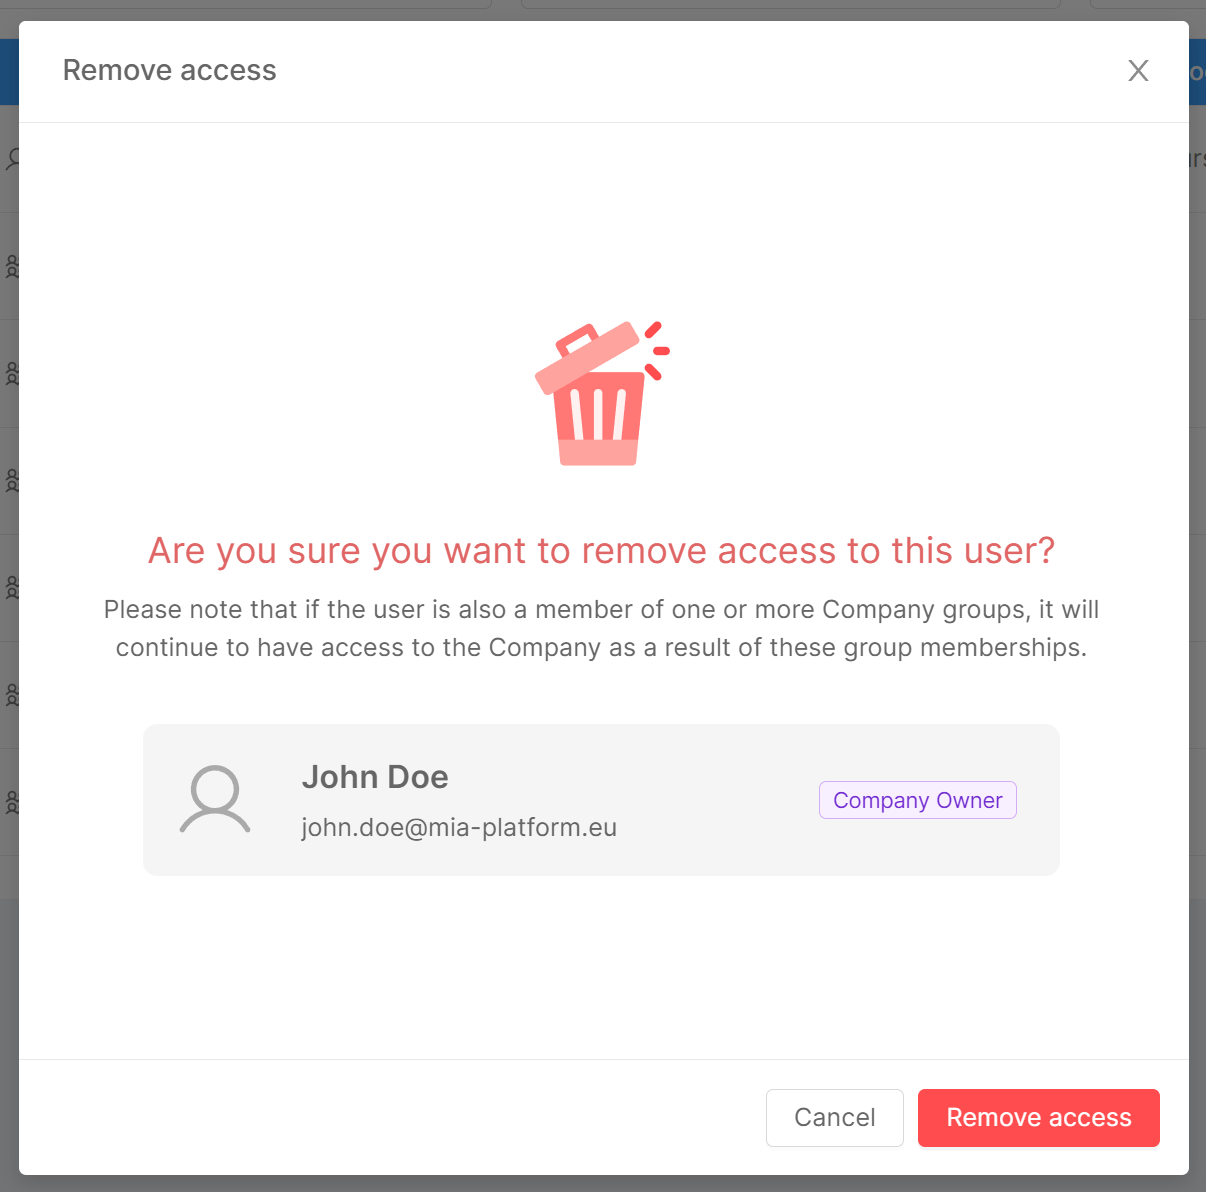 Remove access
Are you sure you want to remove access to this user?
Please note that if the user is also a member of one or more Company groups, it will
continue to have access to the Company as a result of these group memberships.
John Doe
john.doe@mia-platform.eu
Company Owner
Cancel
Remove access